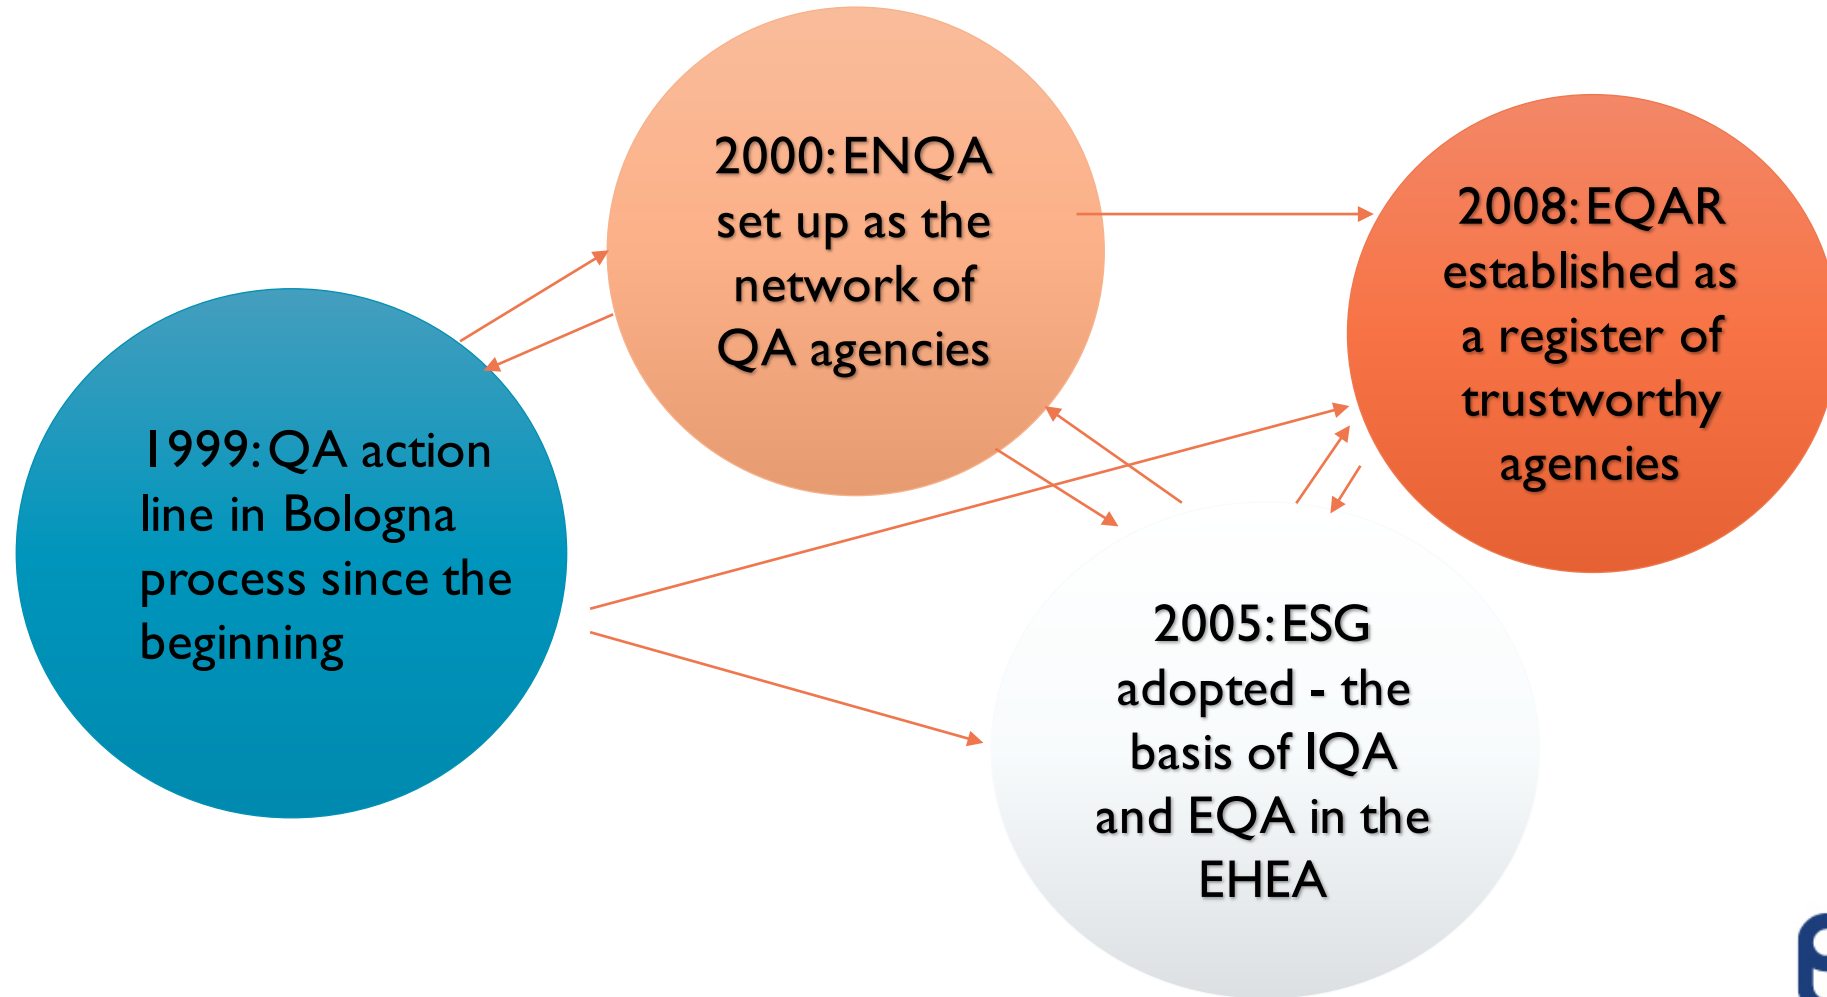 2000: ENQA
set up as the
network of
QA agencies
2008: EQAR
established as
a register of
trustworthy
agencies
1999: QA action
line in Bologna
process since the
beginning
2005: ESG
adopted - the
basis of IQA
and EQA in the
EHEA